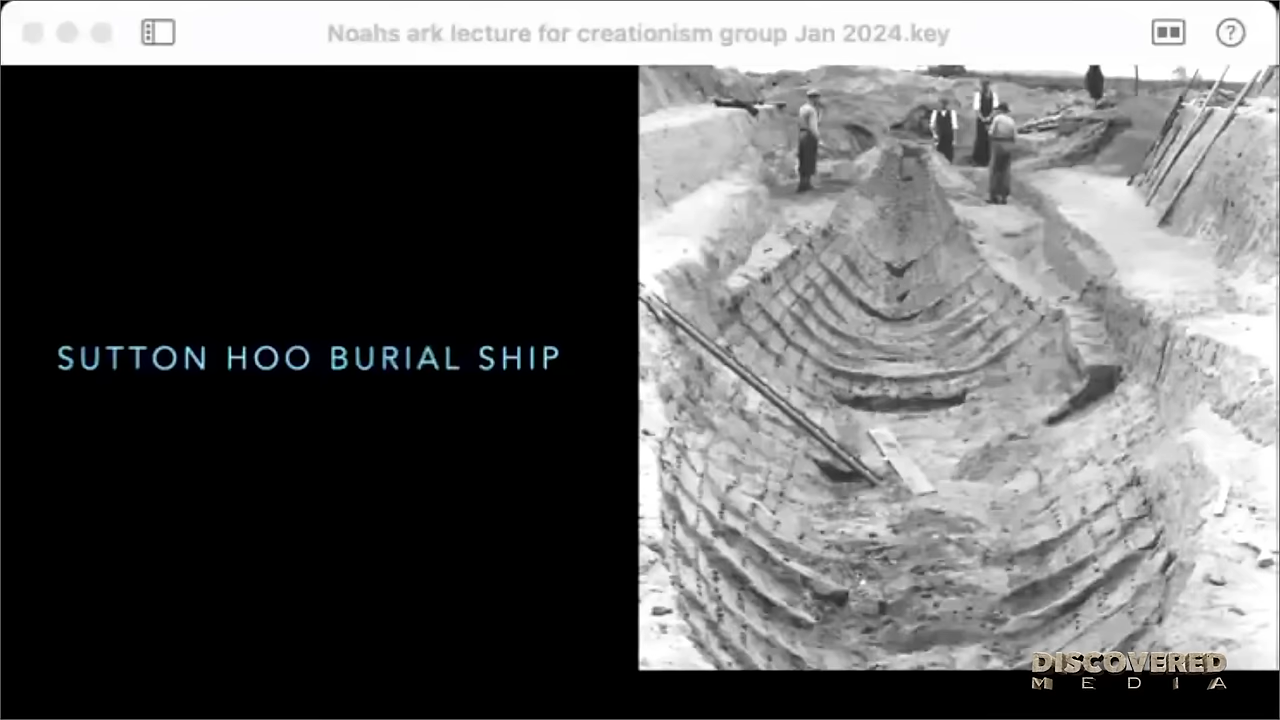 Noahs ark lecture for creationism group Jan 2024.key
?
SUTTON HOO BURIAL SHIP
DISCOVERED
MEDIA